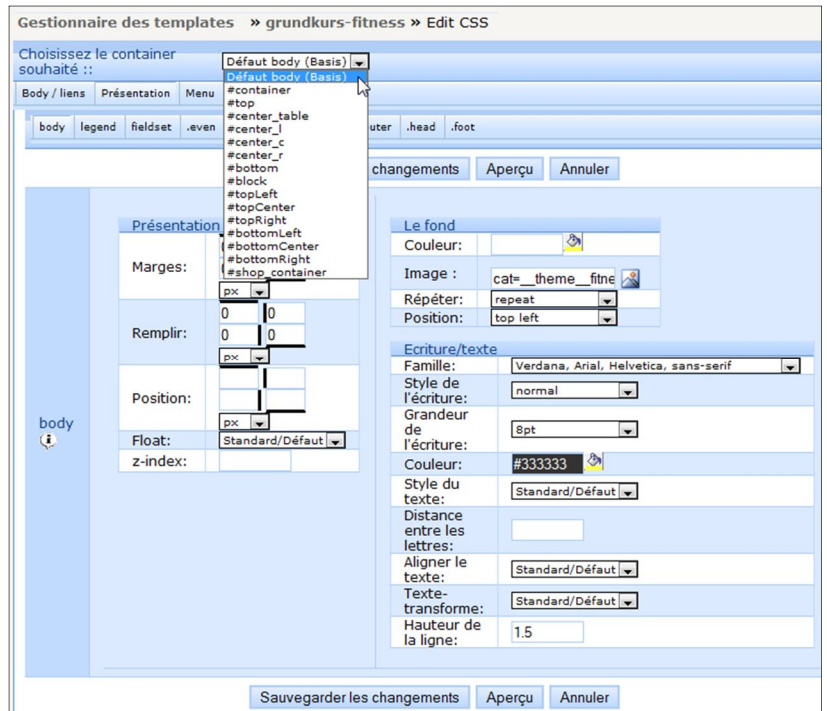 Gestionnaire des templates » grundkurs-fitness » Edit CSS
Choisissez le container souhaité ::
Défaut body (Basis)
Défaut body (Basis)
#container
#top
#center_table
#center_l
#center_c
#center_r
#bottom
#block
#topLeft
#topCenter
#topRight
#bottomLeft
#bottomCenter
#bottomRight
#shop_container
Body / liens Présentation Menu
body legend fieldset .even uter .head .foot
changements Aperçu Annuler
body
Présentation
Marges:
px
Remplir:
0 0
0 0
px
Position:
px
Float: Standard/Défaut
z-index:
Le fond
Couleur:
Image : cat=__theme__fitne
Répéter: repeat
Position: top left
Ecriture/texte
Famille: Verdana, Arial, Helvetica, sans-serif
Style de l'écriture: normal
Grandeur de l'écriture: 8pt
Couleur: #333333
Style du texte: Standard/Défaut
Distance entre les lettres:
Aligner le texte: Standard/Défaut
Texte-transforme: Standard/Défaut
Hauteur de la ligne: 1.5
Sauvegarder les changements Aperçu Annuler